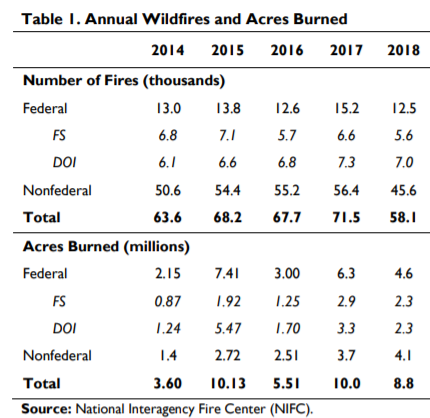 Table 1. Annual Wildfires and Acres Burned
2014 2015 2016 2017 2018
Number of Fires (thousands)
Federal 13.0 13.8 12.6 15.2 12.5
FS 6.8 7.1 5.7 6.6 5.6
DOI 6.1 6.6 6.8 7.3 7.0
Nonfederal 50.6 54.4 55.2 56.4 45.6
Total 63.6 68.2 67.7 71.5 58.1
Acres Burned (millions)
Federal 2.15 7.41 3.00 6.3 4.6
FS 0.87 1.92 1.25 2.9 2.3
DOI 1.24 5.47 1.70 3.3 2.3
Nonfederal 1.4 2.72 2.51 3.7 4.1
Total 3.60 10.13 5.51 10.0 8.8
Source: National Interagency Fire Center (NIFC).